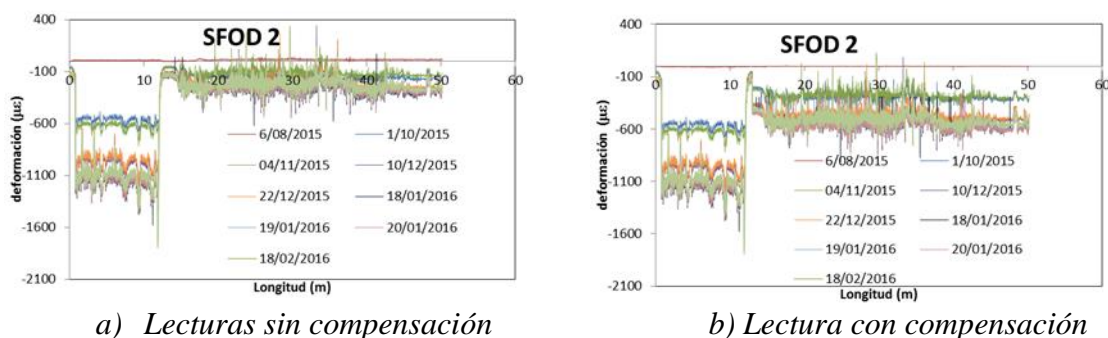 SFOD 2
400
-100
-600
-1100
-1600
-2100
0 10 20 30 40 50 60
deformación (με)
Longitud (m)
6/08/2015 1/10/2015
04/11/2015 10/12/2015
22/12/2015 18/01/2016
19/01/2016 20/01/2016
18/02/2016
a) Lecturas sin compensación
SFOD 2
400
-100
-600
-1100
-1600
-2100
0 10 20 30 40 50 60
deformación (με)
Longitud (m)
6/08/2015 1/10/2015
04/11/2015 10/12/2015
22/12/2015 18/01/2016
19/01/2016 20/01/2016
18/02/2016
b) Lectura con compensación